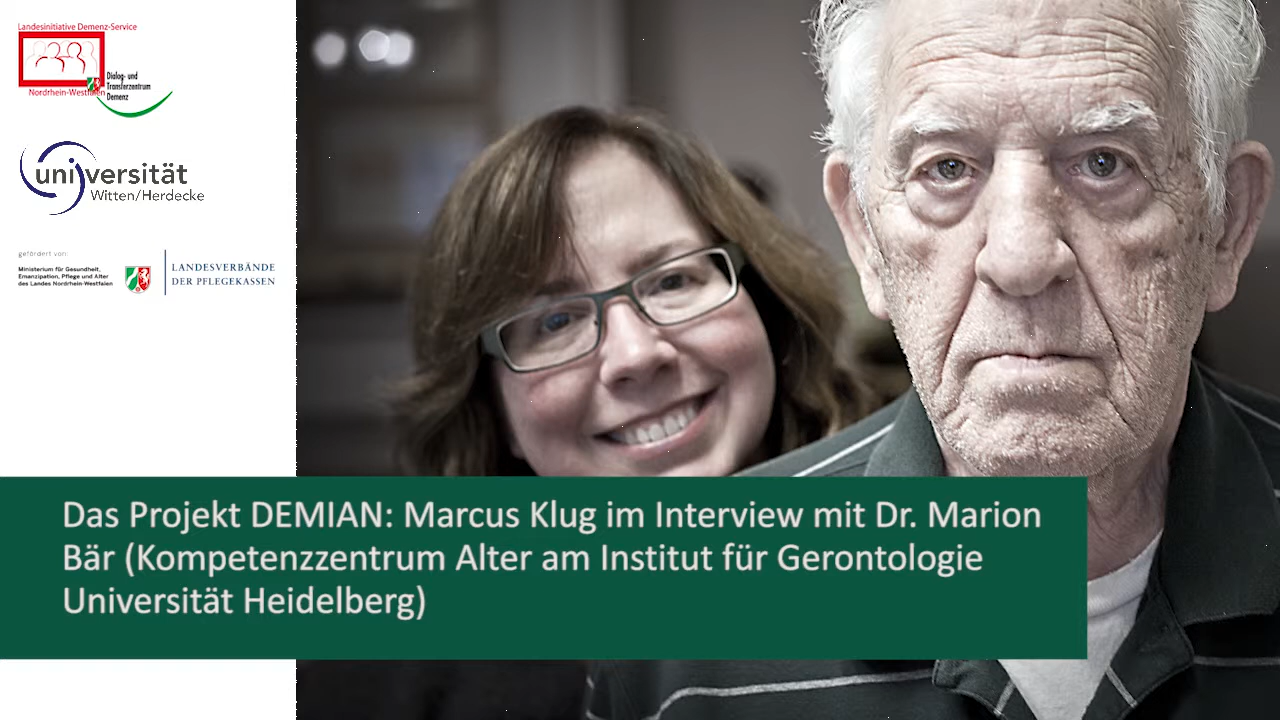 Landesinitiative Demenz-Service
Nordrhein-Westfalen
Dialog- und
Transferzentrum
Demenz
universität
Witten/Herdecke
gefördert von:
Ministerium für Gesundheit,
Emanzipation, Pflege und Alter
des Landes Nordrhein-Westfalen
LANDESVERBÄNDE
DER PFLEGEKASSEN
Das Projekt DEMIAN: Marcus Klug im Interview mit Dr. Marion
Bär (Kompetenzzentrum Alter am Institut für Gerontologie
Universität Heidelberg)